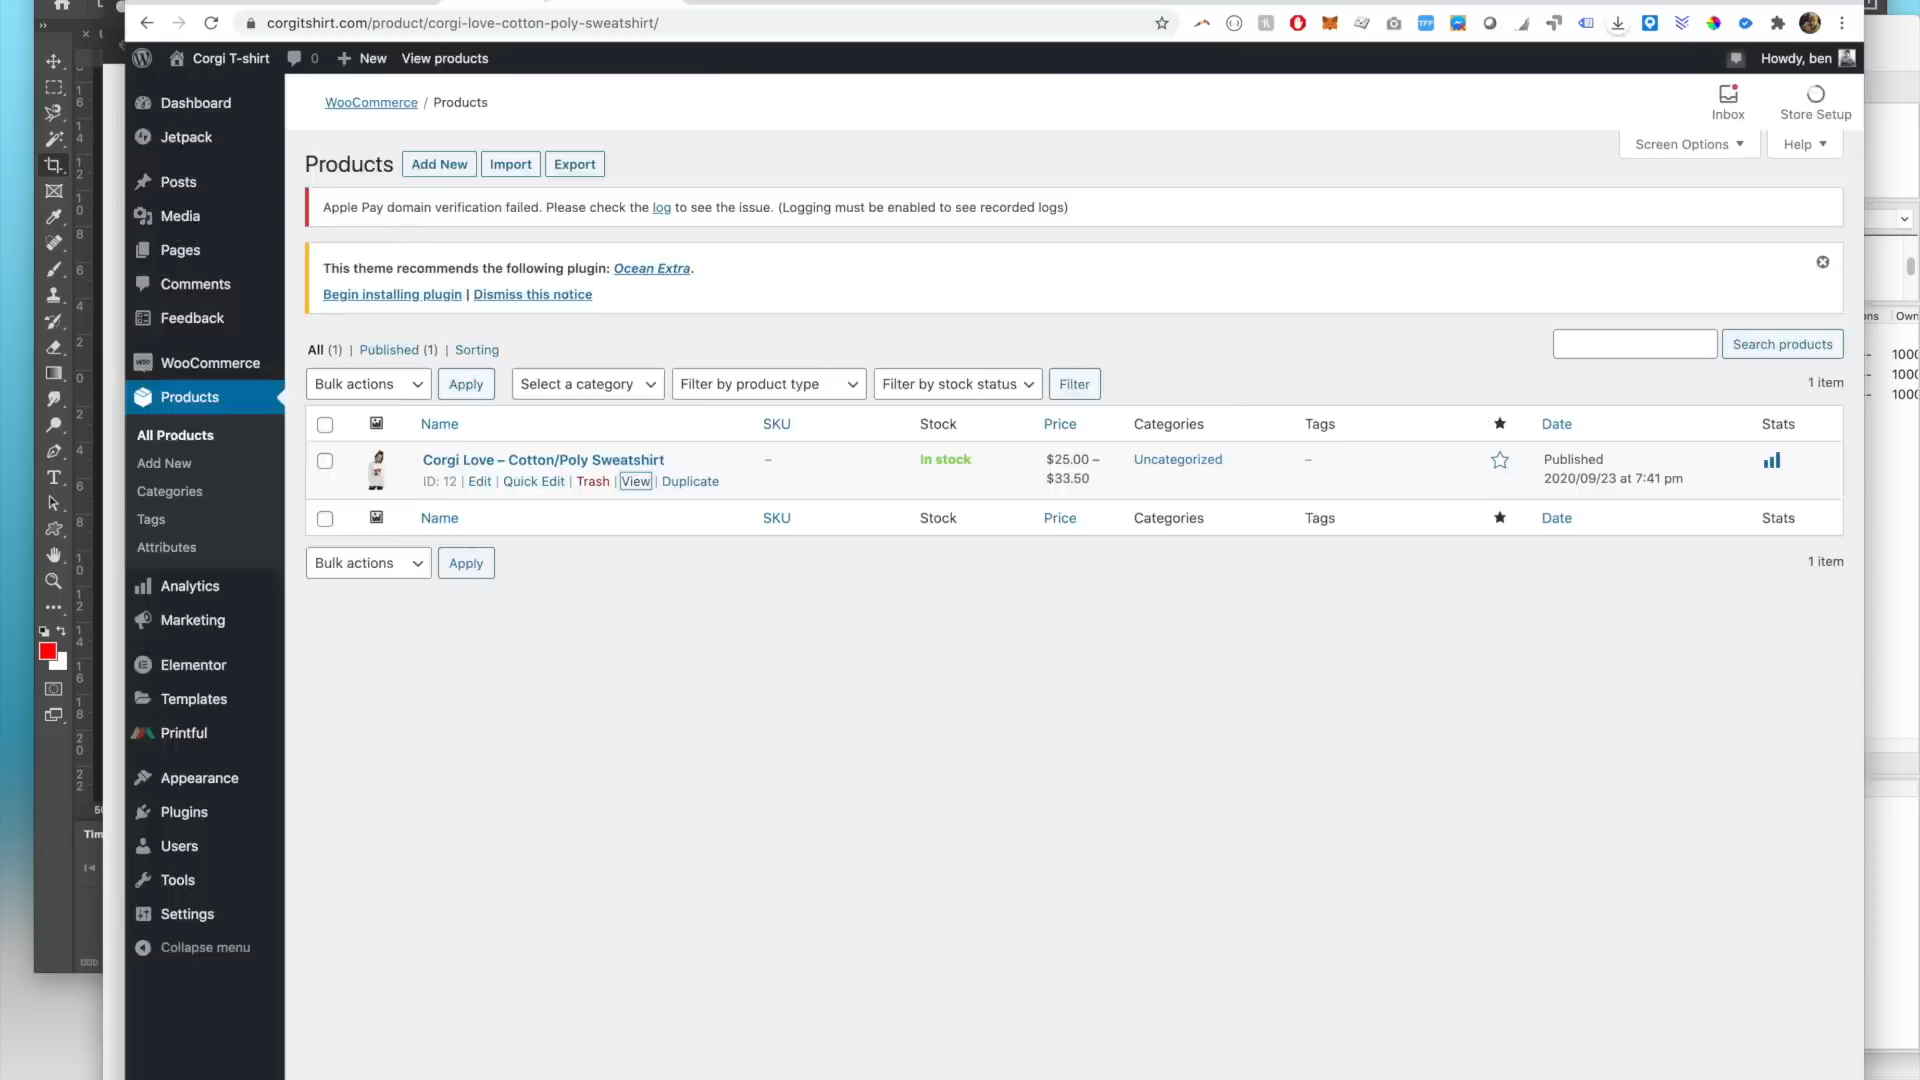 corgitshirt.com/product/corgi-love-cotton-poly-sweatshirt/
Corgi T-shirt 0 New View products Howdy, ben
Dashboard
Jetpack
Posts
Media
Pages
Comments
Feedback
WooCommerce
Products
All Products
Add New
Categories
Tags
Attributes
Analytics
Marketing
Elementor
Templates
Printful
Appearance
Plugins
Users
Tools
Settings
Collapse menu
WooCommerce / Products
Inbox
Store Setup
Screen Options
Help
Products Add New Import Export
Apple Pay domain verification failed. Please check the log to see the issue. (Logging must be enabled to see recorded logs)
This theme recommends the following plugin: Ocean Extra.
Begin installing plugin | Dismiss this notice
All (1) | Published (1) | Sorting
Search products
Bulk actions Apply Select a category Filter by product type Filter by stock status Filter 1 item
Name SKU Stock Price Categories Tags Date Stats
Corgi Love – Cotton/Poly Sweatshirt – In stock $25.00 – Uncategorized – Published
ID: 12 | Edit | Quick Edit | Trash | View | Duplicate $33.50 2020/09/23 at 7:41 pm
Name SKU Stock Price Categories Tags Date Stats
Bulk actions Apply 1 item